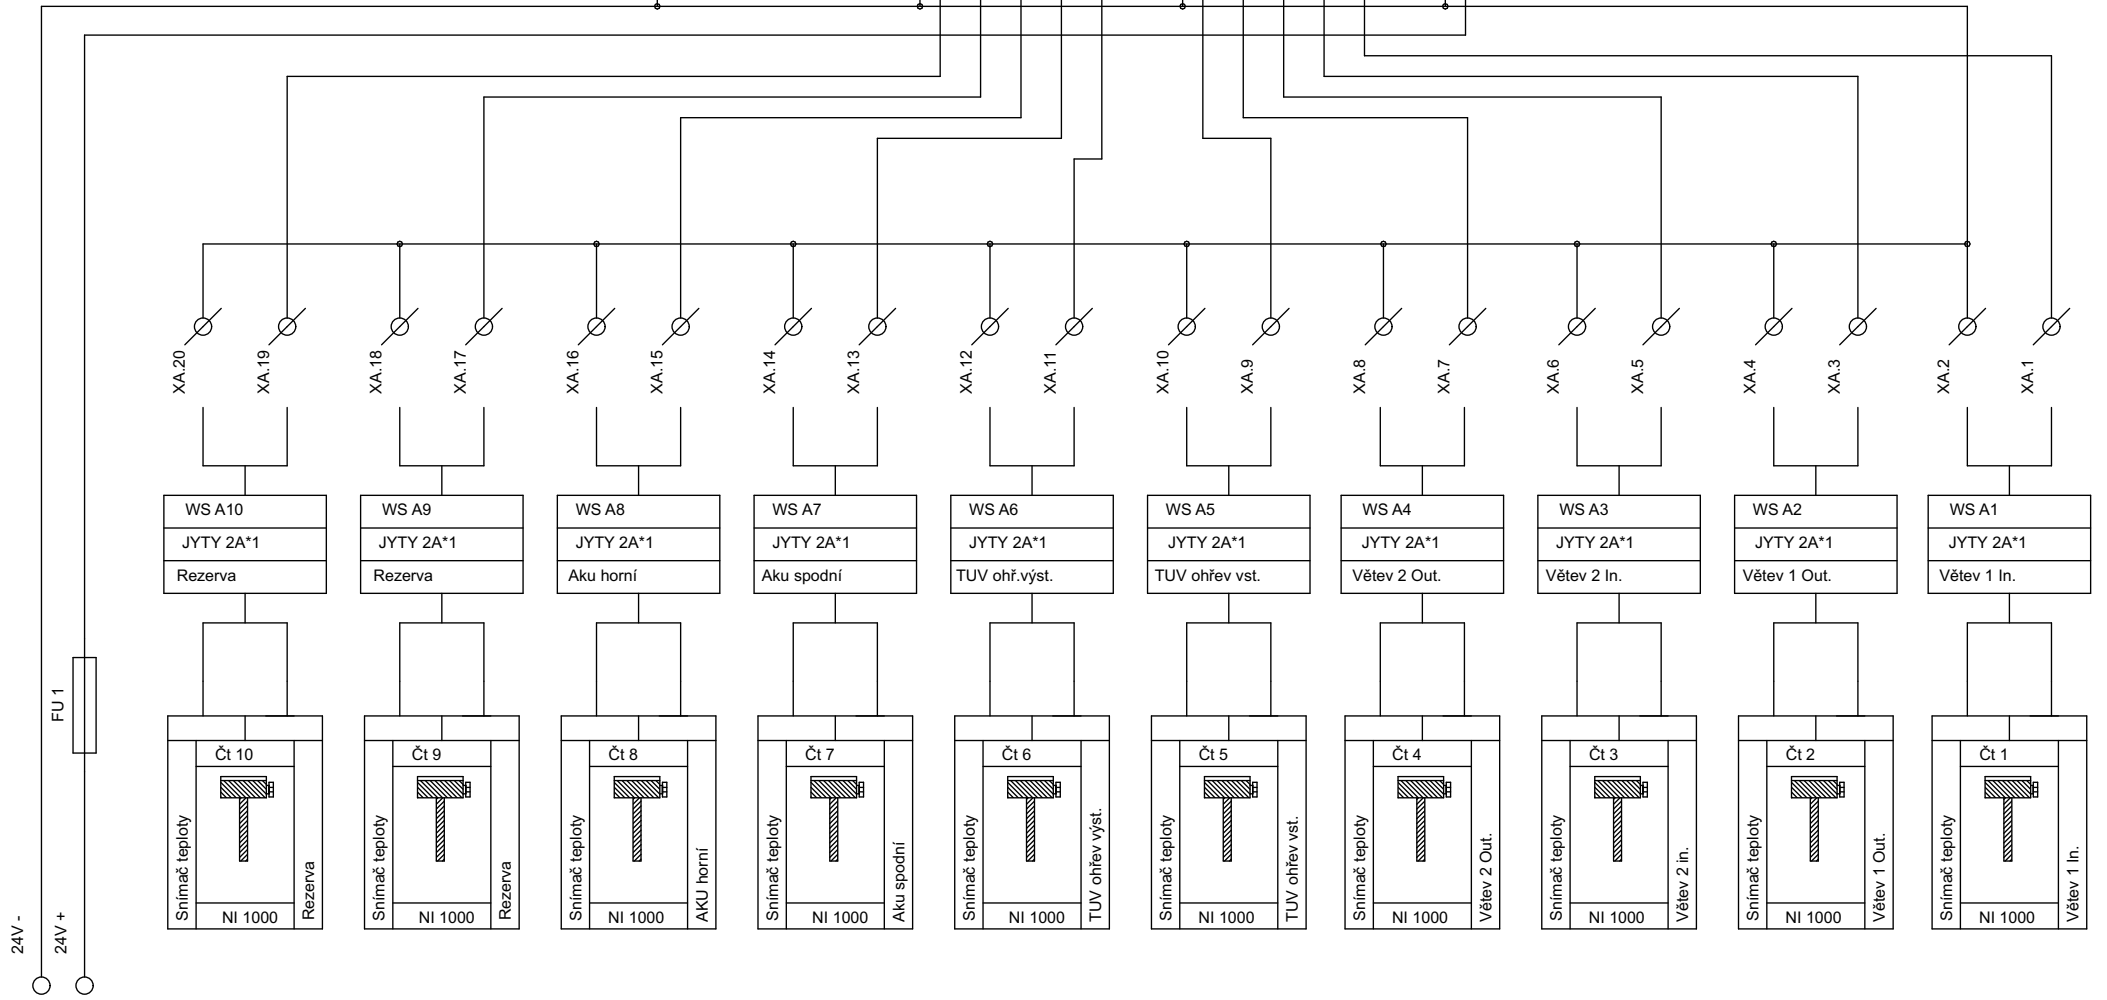 XA.20
XA.19
XA.18
XA.17
XA.16
XA.15
XA.14
XA.13
XA.12
XA.11
XA.10
XA.9
XA.8
XA.7
XA.6
XA.5
XA.4
XA.3
XA.2
XA.1
WS A10
JYTY 2A*1
Rezerva
WS A9
JYTY 2A*1
Rezerva
WS A8
JYTY 2A*1
Aku horní
WS A7
JYTY 2A*1
Aku spodní
WS A6
JYTY 2A*1
TUV ohř.výst.
WS A5
JYTY 2A*1
TUV ohřev vst.
WS A4
JYTY 2A*1
Větev 2 Out.
WS A3
JYTY 2A*1
Větev 2 In.
WS A2
JYTY 2A*1
Větev 1 Out.
WS A1
JYTY 2A*1
Větev 1 In.
FU 1
24V -
24V +
Snímač teploty
Čt 10
NI 1000
Rezerva
Snímač teploty
Čt 9
NI 1000
Rezerva
Snímač teploty
Čt 8
NI 1000
AKU horní
Snímač teploty
Čt 7
NI 1000
Aku spodní
Snímač teploty
Čt 6
NI 1000
TUV ohřev výst.
Snímač teploty
Čt 5
NI 1000
TUV ohřev vst.
Snímač teploty
Čt 4
NI 1000
Větev 2 Out.
Snímač teploty
Čt 3
NI 1000
Větev 2 in.
Snímač teploty
Čt 2
NI 1000
Větev 1 Out.
Snímač teploty
Čt 1
NI 1000
Větev 1 In.